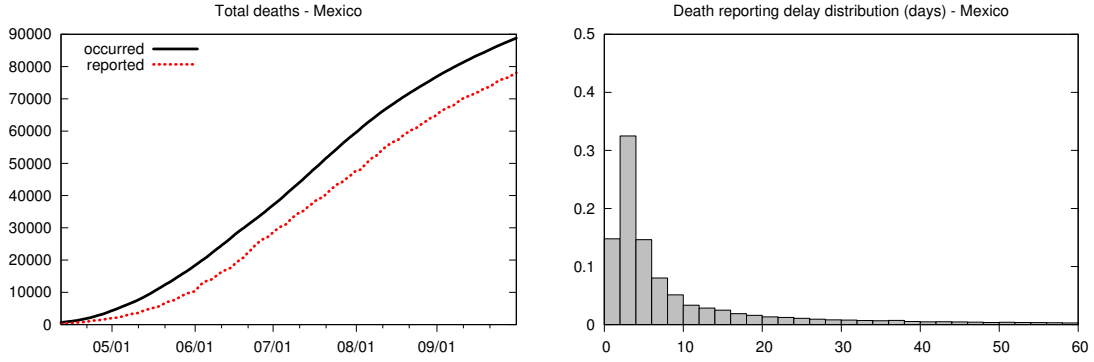 Total deaths - Mexico
90000
80000
70000
60000
50000
40000
30000
20000
10000
0
occurred
reported
05/01 06/01 07/01 08/01 09/01
Death reporting delay distribution (days) - Mexico
0.5
0.4
0.3
0.2
0.1
0
0 10 20 30 40 50 60